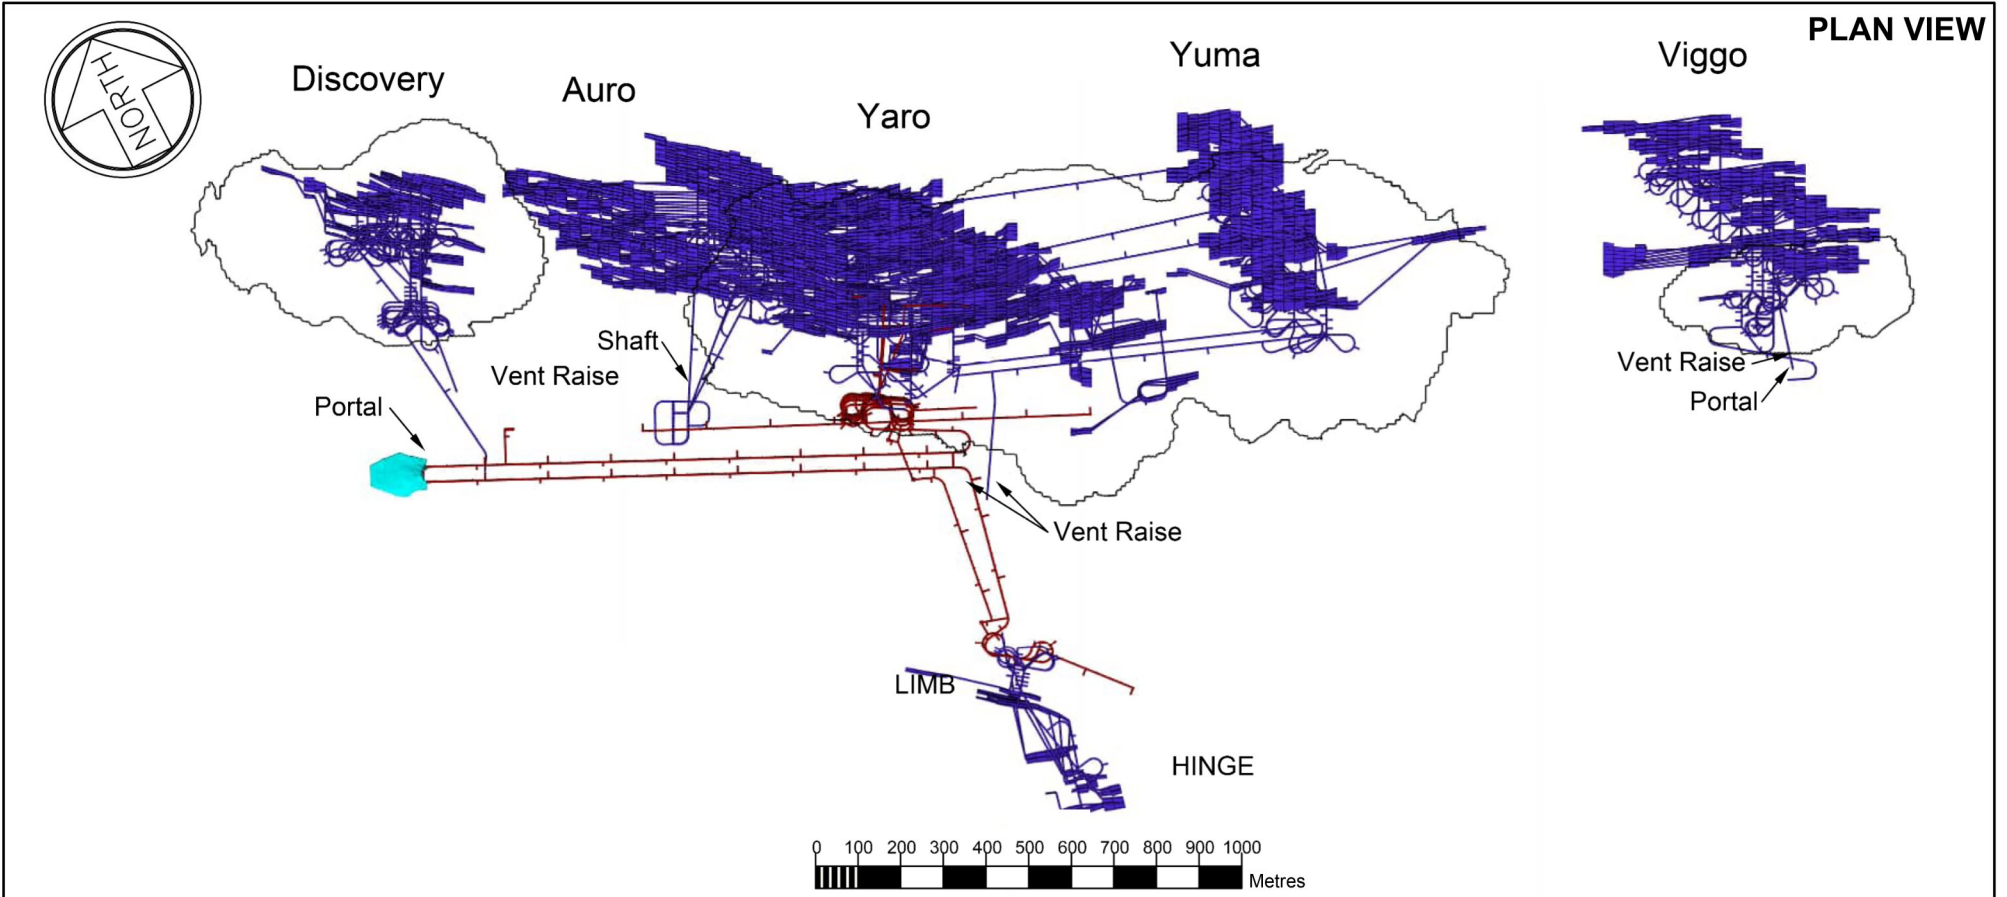 PLAN VIEW
NORTH
Discovery
Auro
Yaro
Yuma
Viggo
Shaft
Vent Raise
Portal
Vent Raise
Portal
Vent Raise
LIMB
HINGE
0 100 200 300 400 500 600 700 800 900 1000
Metres